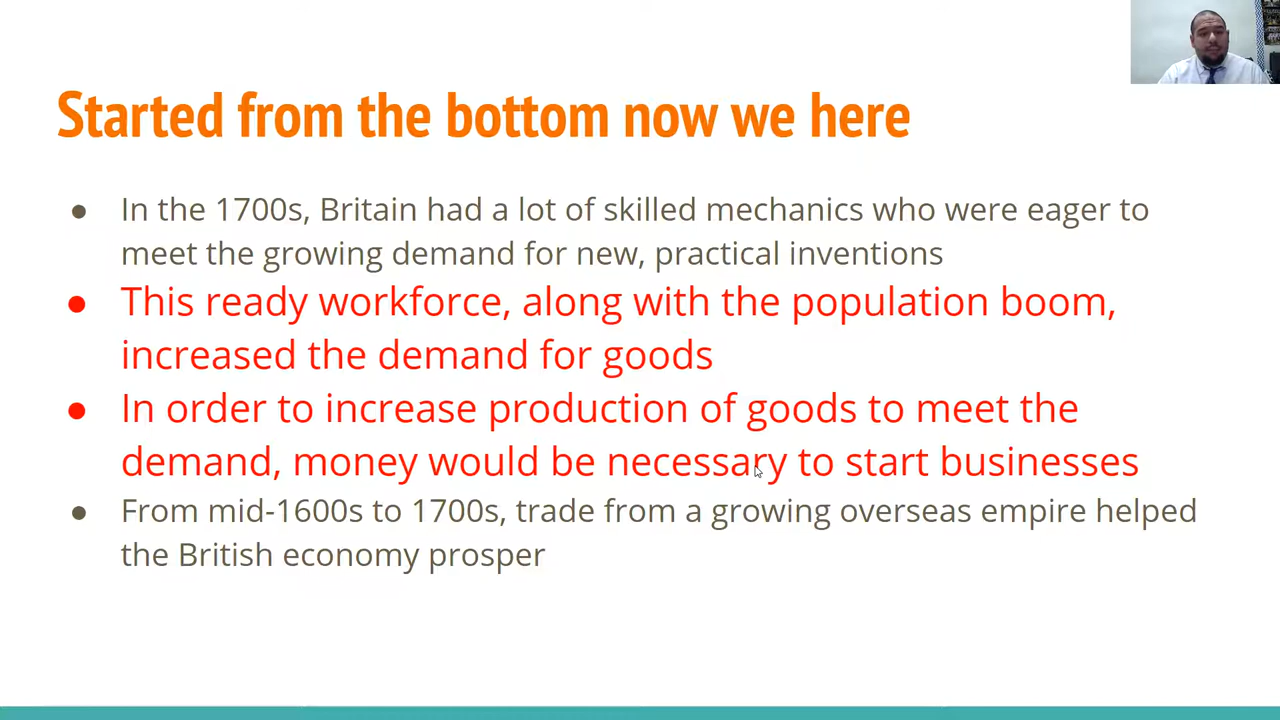 Started from the bottom now we here
● In the 1700s, Britain had a lot of skilled mechanics who were eager to
meet the growing demand for new, practical inventions
● This ready workforce, along with the population boom,
increased the demand for goods
● In order to increase production of goods to meet the
demand, money would be necessary to start businesses
● From mid-1600s to 1700s, trade from a growing overseas empire helped
the British economy prosper